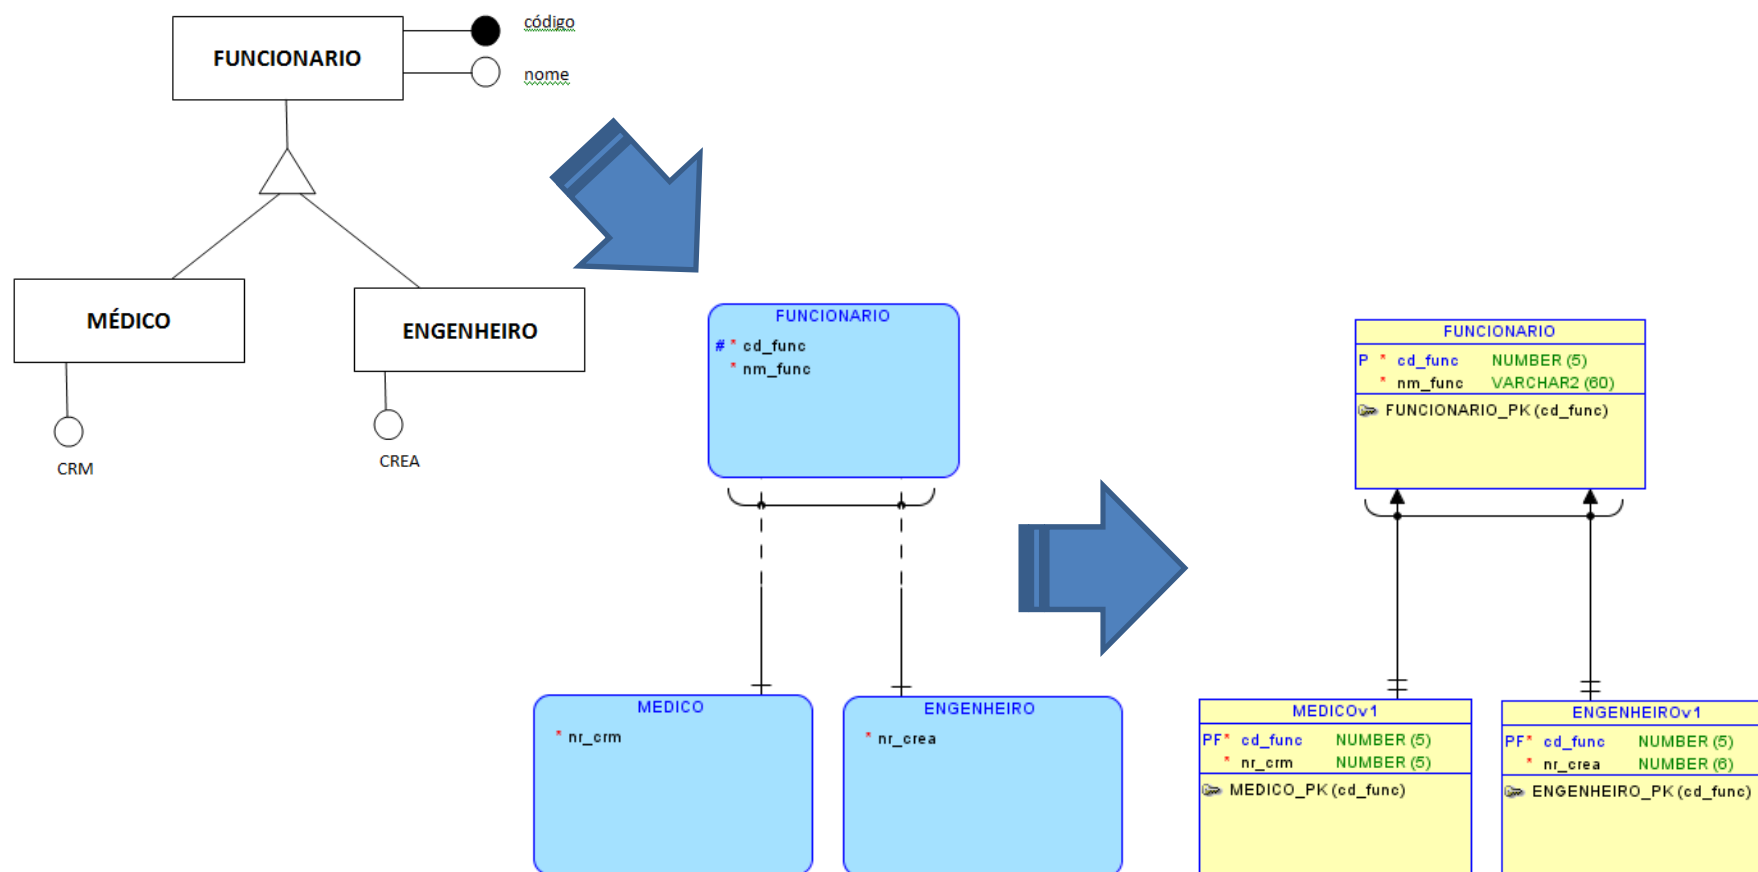 FUNCIONARIO
código
nome
MÉDICO
ENGENHEIRO
CRM
CREA
FUNCIONARIO
# * cd_func
* nm_func
MEDICO
* nr_crm
ENGENHEIRO
* nr_crea
FUNCIONARIO
P * cd_func NUMBER (5)
* nm_func VARCHAR2 (60)
FUNCIONARIO_PK (cd_func)
MEDICOv1
PF* cd_func NUMBER (5)
* nr_crm NUMBER (5)
MEDICO_PK (cd_func)
ENGENHEIROv1
PF* cd_func NUMBER (5)
* nr_crea NUMBER (6)
ENGENHEIRO_PK (cd_func)